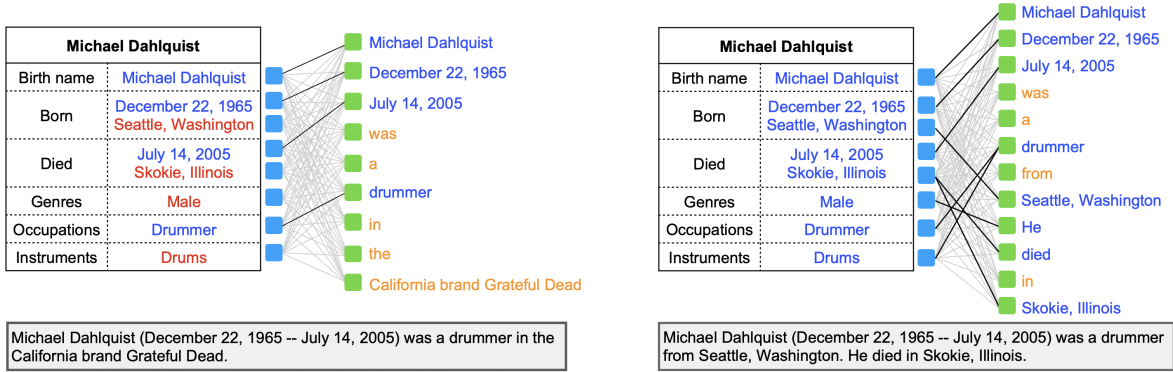 Michael Dahlquist
Birth name Michael Dahlquist
Born December 22, 1965
Seattle, Washington
Died July 14, 2005
Skokie, Illinois
Genres Male
Occupations Drummer
Instruments Drums
Michael Dahlquist
December 22, 1965
July 14, 2005
was
a
drummer
in
the
California brand Grateful Dead
Michael Dahlquist (December 22, 1965 -- July 14, 2005) was a drummer in the
California brand Grateful Dead.
Michael Dahlquist
Birth name Michael Dahlquist
Born December 22, 1965
Seattle, Washington
Died July 14, 2005
Skokie, Illinois
Genres Male
Occupations Drummer
Instruments Drums
Michael Dahlquist
December 22, 1965
July 14, 2005
was
a
drummer
from
Seattle, Washington
He
died
in
Skokie, Illinois
Michael Dahlquist (December 22, 1965 -- July 14, 2005) was a drummer
from Seattle, Washington. He died in Skokie, Illinois.